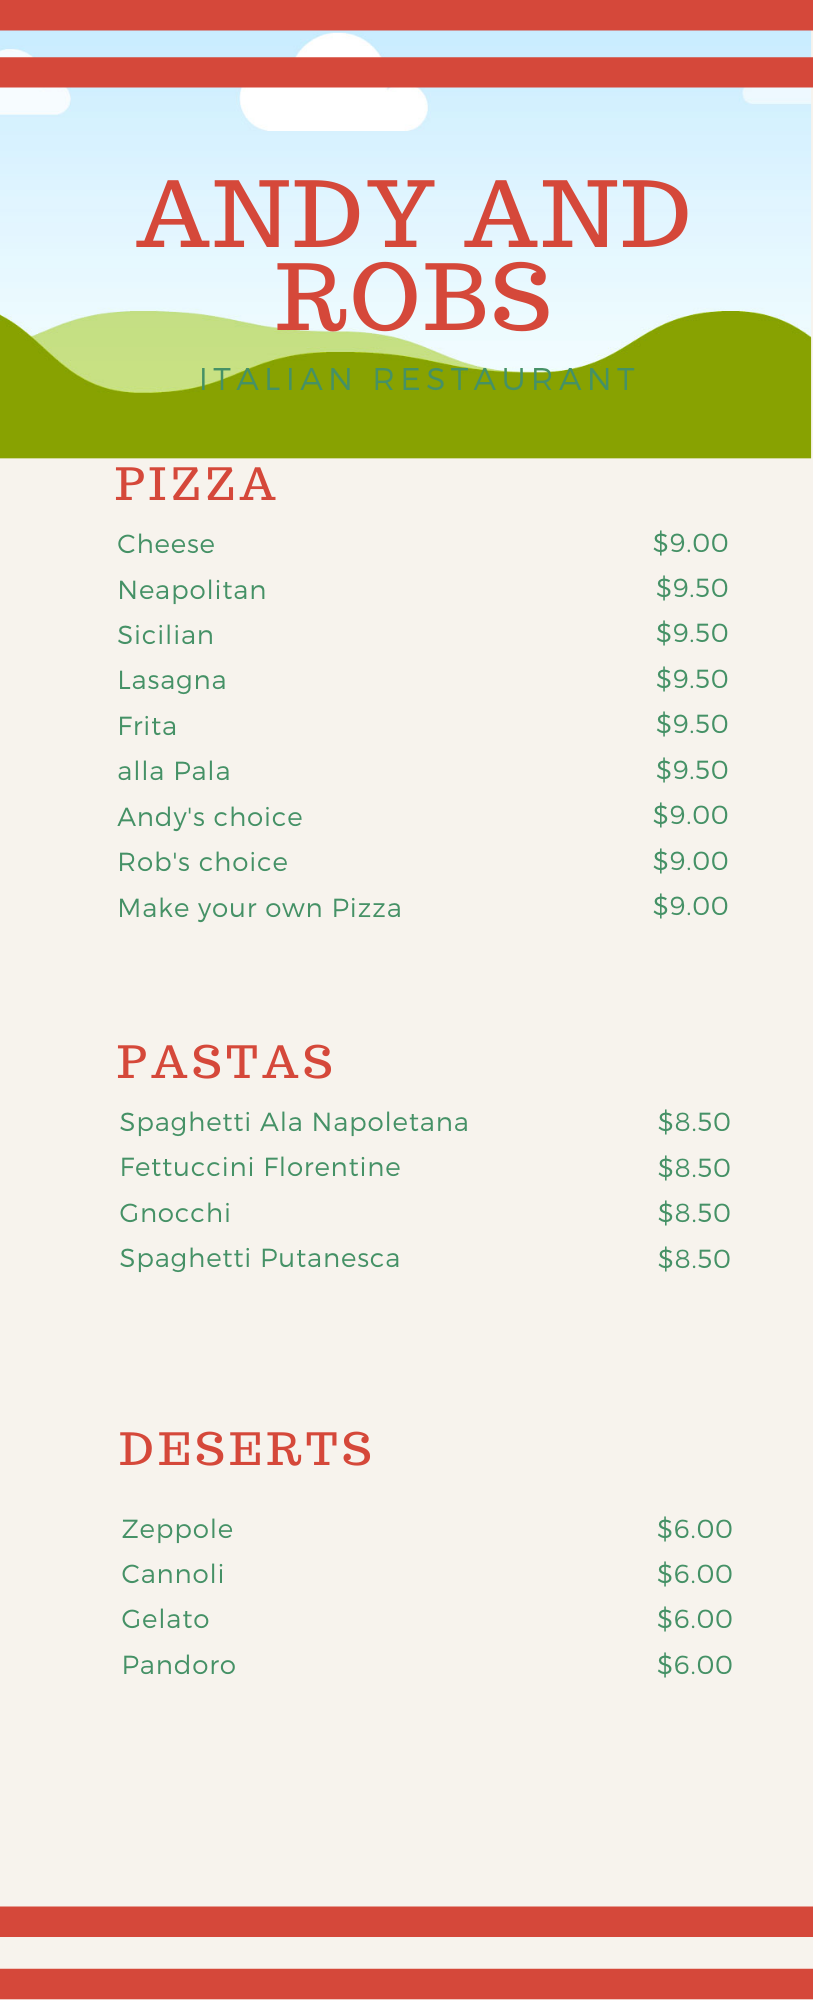 ANDY AND
ROBS
ITALIAN RESTAURANT
PIZZA
Cheese $9.00
Neapolitan $9.50
Sicilian $9.50
Lasagna $9.50
Frita $9.50
alla Pala $9.50
Andy's choice $9.00
Rob's choice $9.00
Make your own Pizza $9.00
PASTAS
Spaghetti Ala Napoletana $8.50
Fettuccini Florentine $8.50
Gnocchi $8.50
Spaghetti Putanesca $8.50
DESERTS
Zeppole $6.00
Cannoli $6.00
Gelato $6.00
Pandoro $6.00